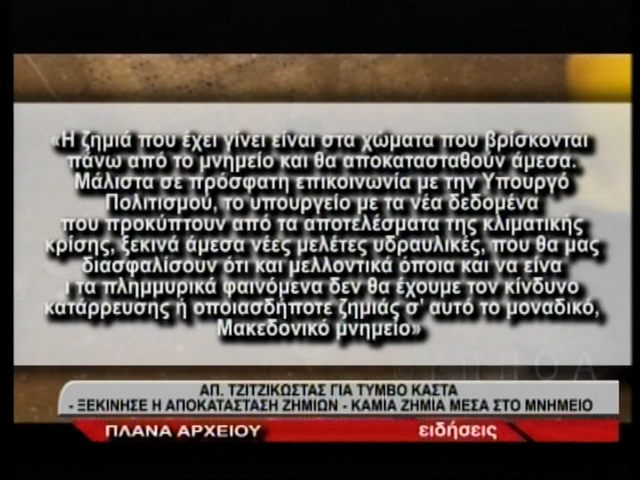 «Η ζημιά που έχει γίνει είναι στα χώματα που βρίσκονται
πάνω από το μνημείο και θα αποκατασταθούν άμεσα.
Μάλιστα σε πρόσφατη επικοινωνία με την Υπουργό
Πολιτισμού, το υπουργείο με τα νέα δεδομένα
που προκύπτουν από τα αποτελέσματα της κλιματικής
κρίσης, ξεκινά άμεσα νέες μελέτες υδραυλικές, που θα μας
διασφαλίσουν ότι και μελλοντικά όποια και να είνα
ι τα πλημμυρικά φαινόμενα δεν θα έχουμε τον κίνδυνο
κατάρρευσης ή οποιασδήποτε ζημιάς σ' αυτό το μοναδικό,
Μακεδονικό μνημείο»
ΑΠ. ΤΖΙΤΖΙΚΩΣΤΑΣ ΓΙΑ ΤΥΜΒΟ ΚΑΣΤΑ
- ΞΕΚΙΝΗΣΕ Η ΑΠΟΚΑΤΑΣΤΑΣΗ ΖΗΜΙΩΝ - ΚΑΜΙΑ ΖΗΜΙΑ ΜΕΣΑ ΣΤΟ ΜΝΗΜΕΙΟ
ΠΛΑΝΑ ΑΡΧΕΙΟΥ ειδήσεις